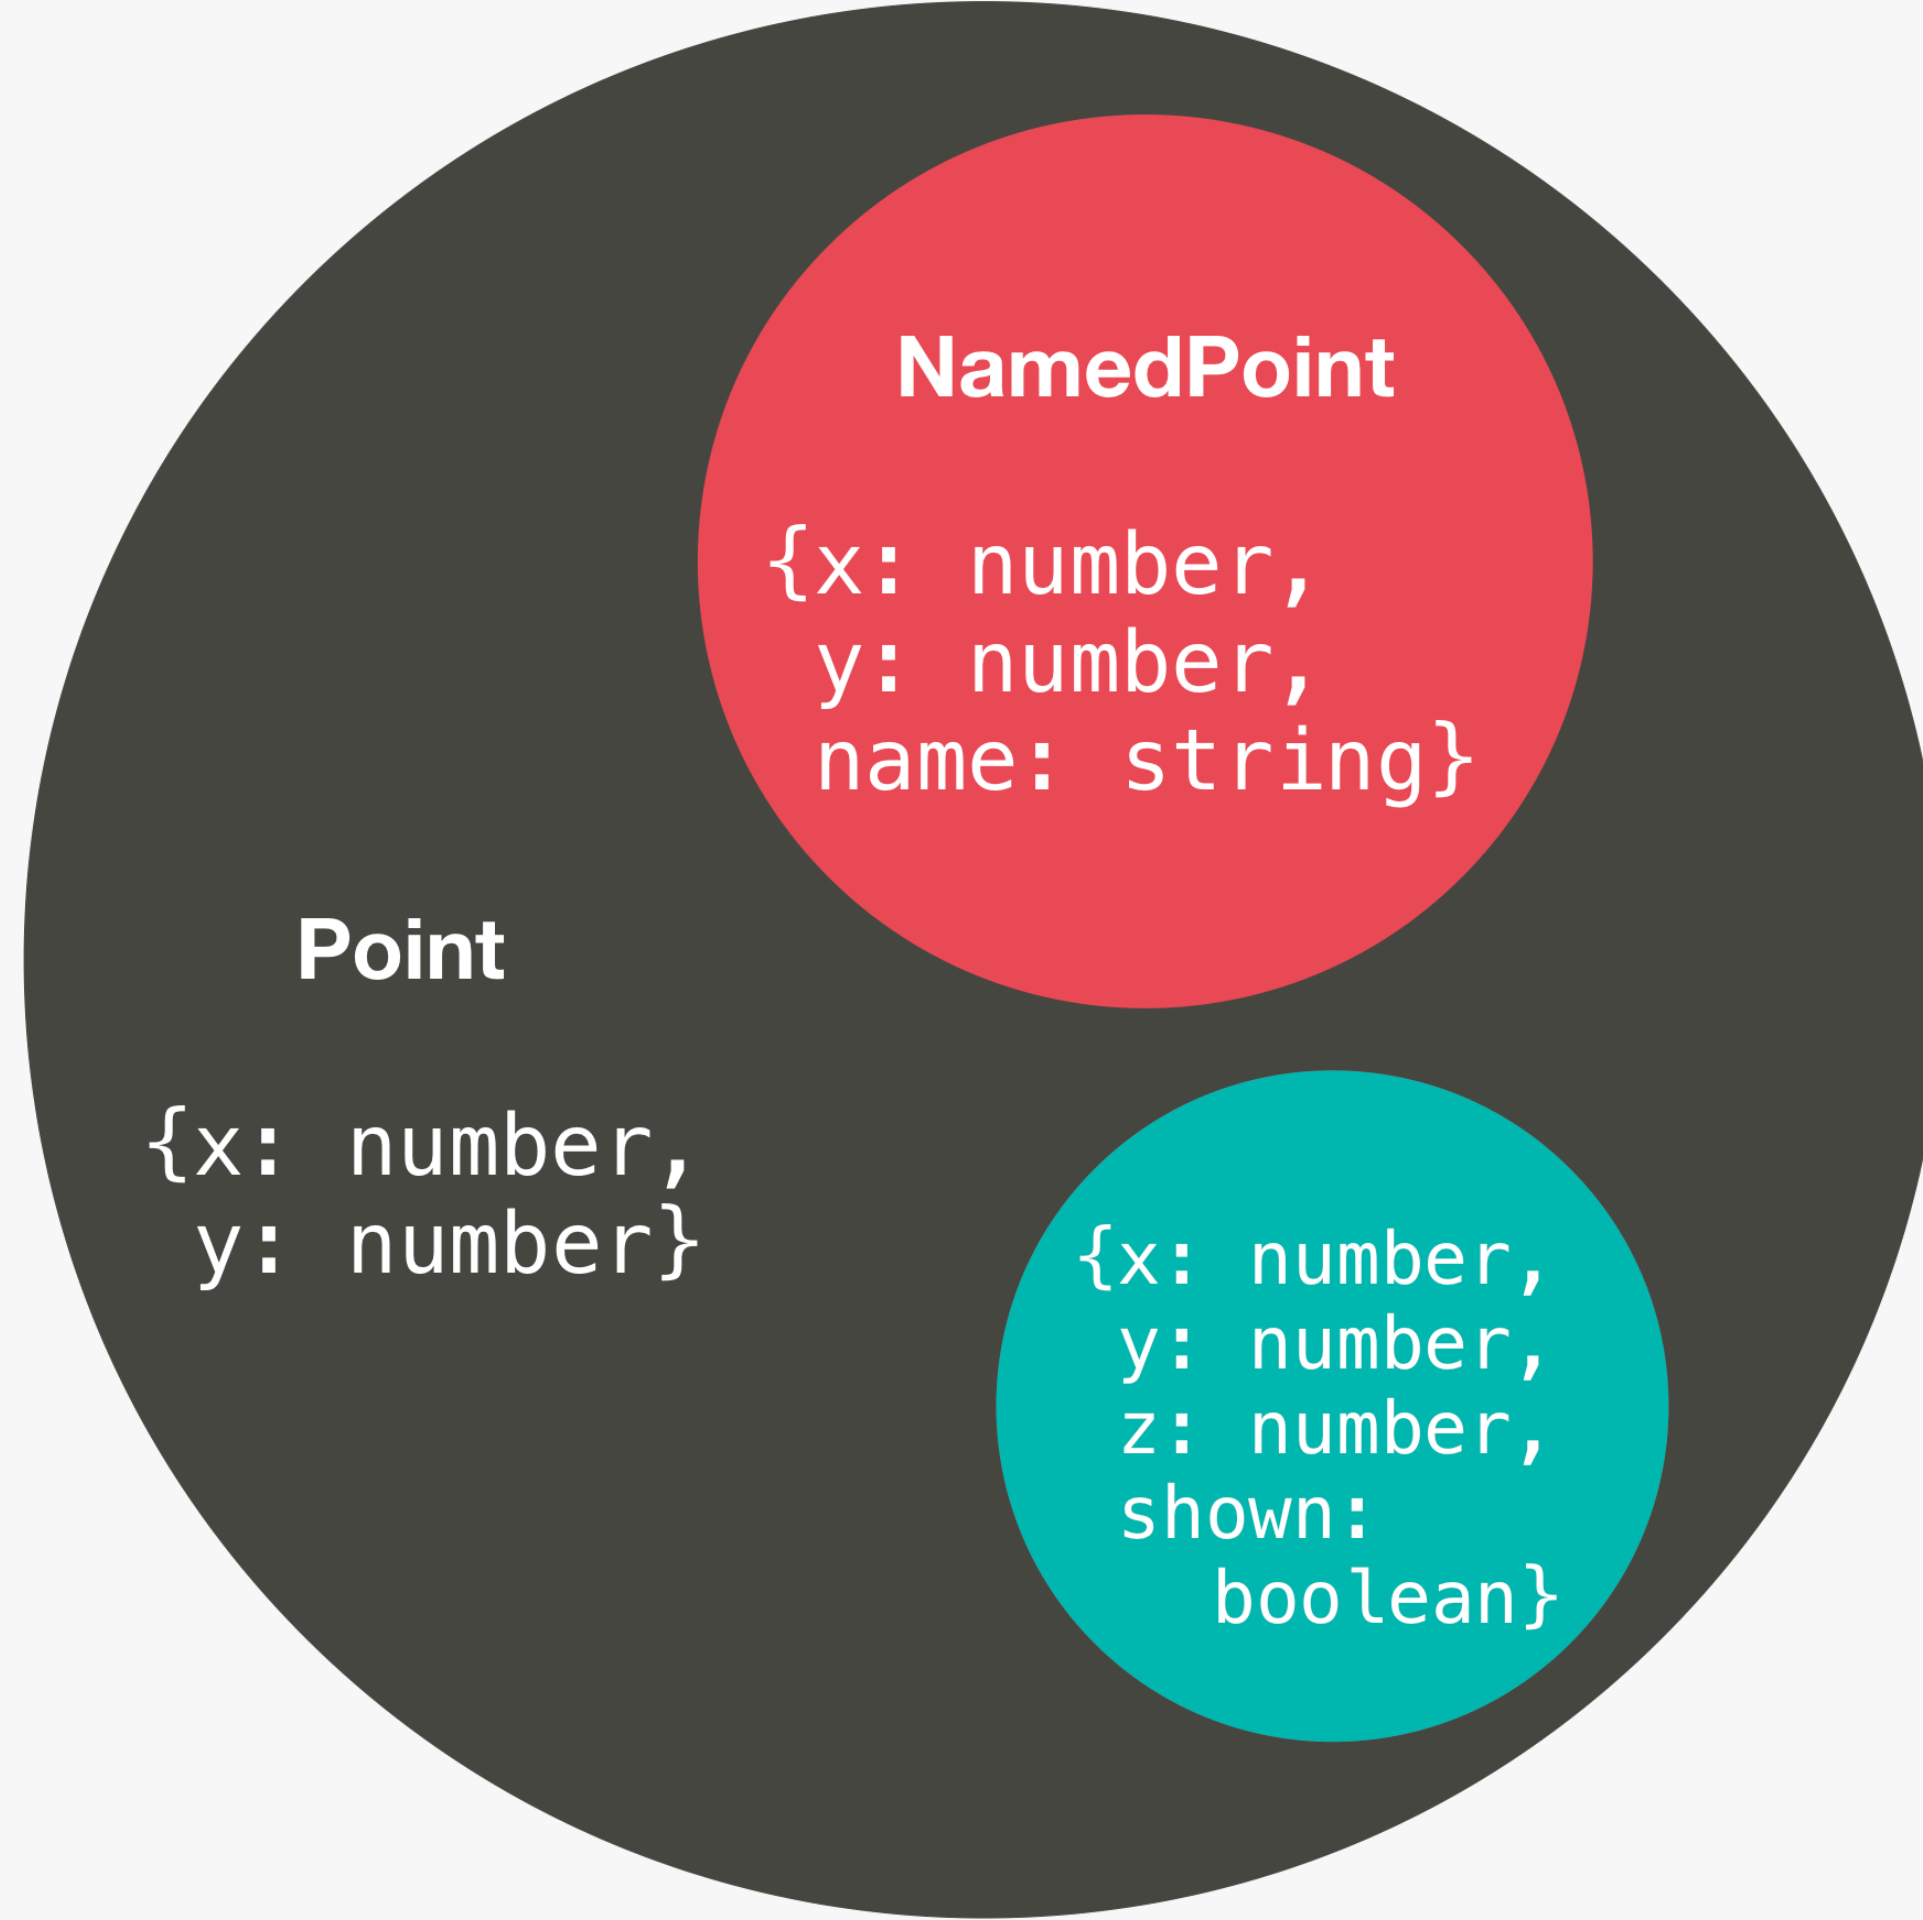 NamedPoint
{x: number,
y: number,
name: string}
Point
{x: number,
y: number}
{x: number,
y: number,
z: number,
shown:
boolean}